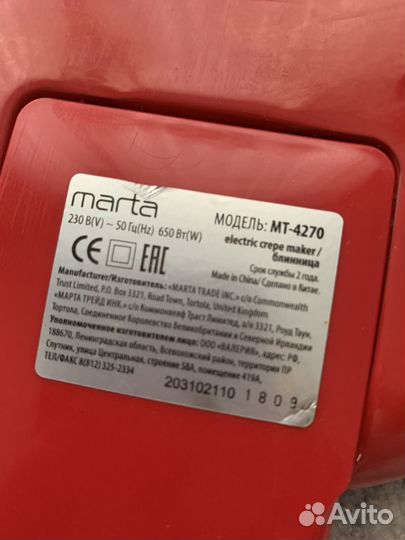 marta
МОДЕЛЬ: MT-4270
230 В(V) ~ 50 Гц(Hz) 650 Вт(W)
electric crepe maker /
блинница
CE EAC
Срок службы 2 года.
Made in China/ Сделано в Китае.
Manufacturer/Изготовитель: «MARTA TRADE INC.» c/o Commonwealth
Trust Limited, P.O. Box 3321, Road Town, Tortola, United Kingdom
«МАРТА ТРЕЙД ИНК.» c/o Коммонвелф Траст Лимитед, а/я 3321, Роуд Таун,
Тортола, Соединенное Королевство Великобритании и Северной Ирландии
Уполномоченное изготовителем лицо: ООО «ВАЛЕРИЯ», адрес: РФ,
188670, Ленинградская область, Всеволожский район, территория ПР
Спутник, улица Центральная, строение 58А, помещение 419А,
ТЕЛ/ФАКС 8(812) 325-2334
203102110 1809
Avito